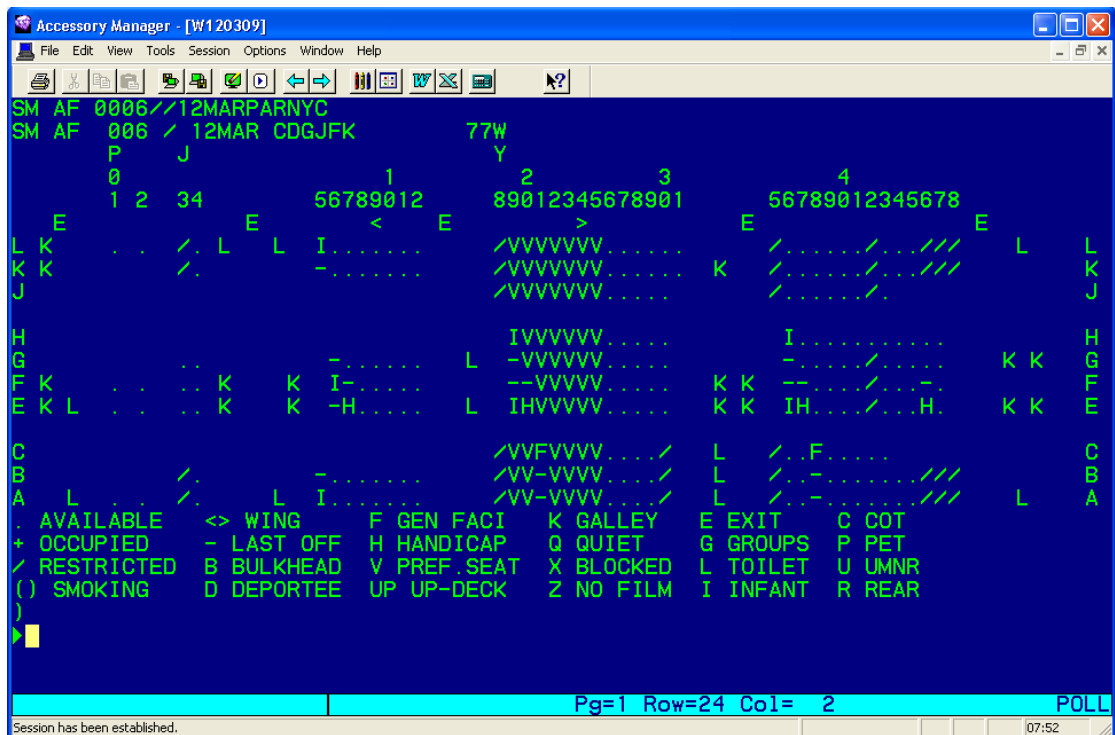 Accessory Manager - [W120309]
File Edit View Tools Session Options Window Help
SM AF 0006//12MARPARNYC
SM AF  006 / 12MAR CDGJFK               77W
            P      J                                      Y
            0                             1              2              3                  4
            1 2   34            56789012       89012345678901         56789012345678
      E                    E            <      E              >                 E                          E
L K       . .   /. L     L   I.......       /VVVVVVV......         /......./...///      L      L
K K             /.            -.......       /VVVVVVV......   K     /......./...///             K
J                                            /VVVVVVV.....          /....../.                   J
H                                             IVVVVVV.....           I...........               H
G               ..            -......   L    -VVVVVV.....           -...../....        K K     G
F K       . .   .. K     K   I-.....        --VVVVV.....     K K   --..../...-.                F
E K L     . .   .. K     K   -H.....   L    IHVVVVV.....     K K   IH..../...H.       K K     E
C                                            /VVFVVVV..../    L     /..F.....                   C
B               /.            -.......       /VV-VVVV..../    L     /..-......///               B
A   L     . .   /.       L   I.......       /VV-VVVV..../    L     /..-......///        L      A
. AVAILABLE   <> WING     F GEN FACI   K GALLEY   E EXIT    C COT
+ OCCUPIED    - LAST OFF  H HANDICAP   Q QUIET    G GROUPS  P PET
/ RESTRICTED  B BULKHEAD  V PREF.SEAT  X BLOCKED  L TOILET  U UMNR
() SMOKING    D DEPORTEE  UP UP-DECK   Z NO FILM  I INFANT  R REAR
)
Pg=1 Row=24 Col= 2 POLL
Session has been established. 07:52